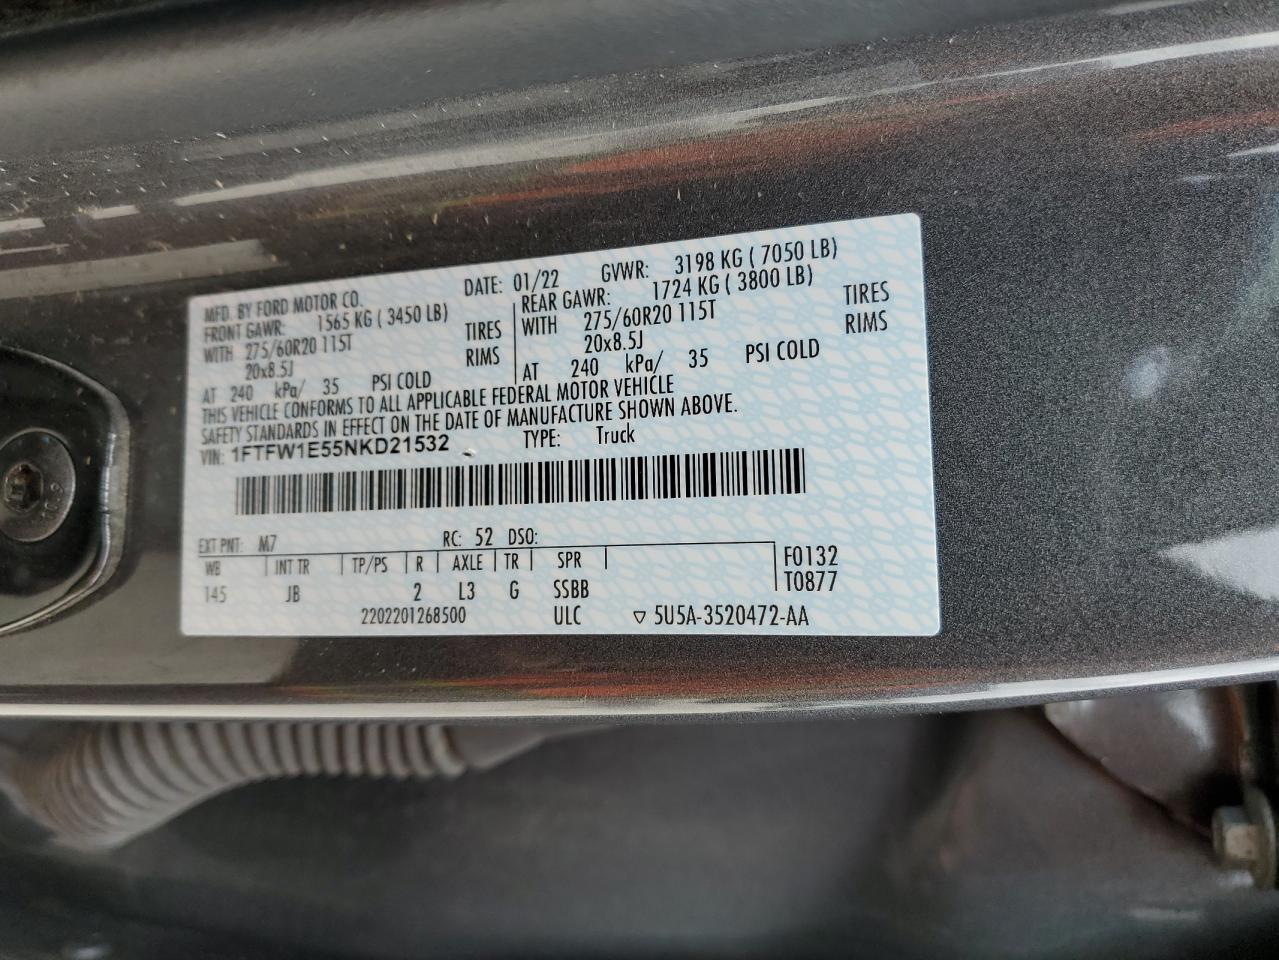 MFD. BY FORD MOTOR CO. DATE: 01/22 GVWR: 3198 KG ( 7050 LB)
FRONT GAWR: 1565 KG ( 3450 LB) REAR GAWR: 1724 KG ( 3800 LB)
WITH 275/60R20 115T TIRES WITH 275/60R20 115T TIRES
20x8.5J RIMS 20x8.5J RIMS
AT 240 kPa/ 35 PSI COLD AT 240 kPa/ 35 PSI COLD
THIS VEHICLE CONFORMS TO ALL APPLICABLE FEDERAL MOTOR VEHICLE
SAFETY STANDARDS IN EFFECT ON THE DATE OF MANUFACTURE SHOWN ABOVE.
VIN: 1FTFW1E55NKD21532 TYPE: Truck
EXT PNT: M7 RC: 52 DSO:
WB INT TR TP/PS R AXLE TR SPR F0132
145 JB 2 L3 G SSBB T0877
2202201268500 ULC ▽ 5U5A-3520472-AA